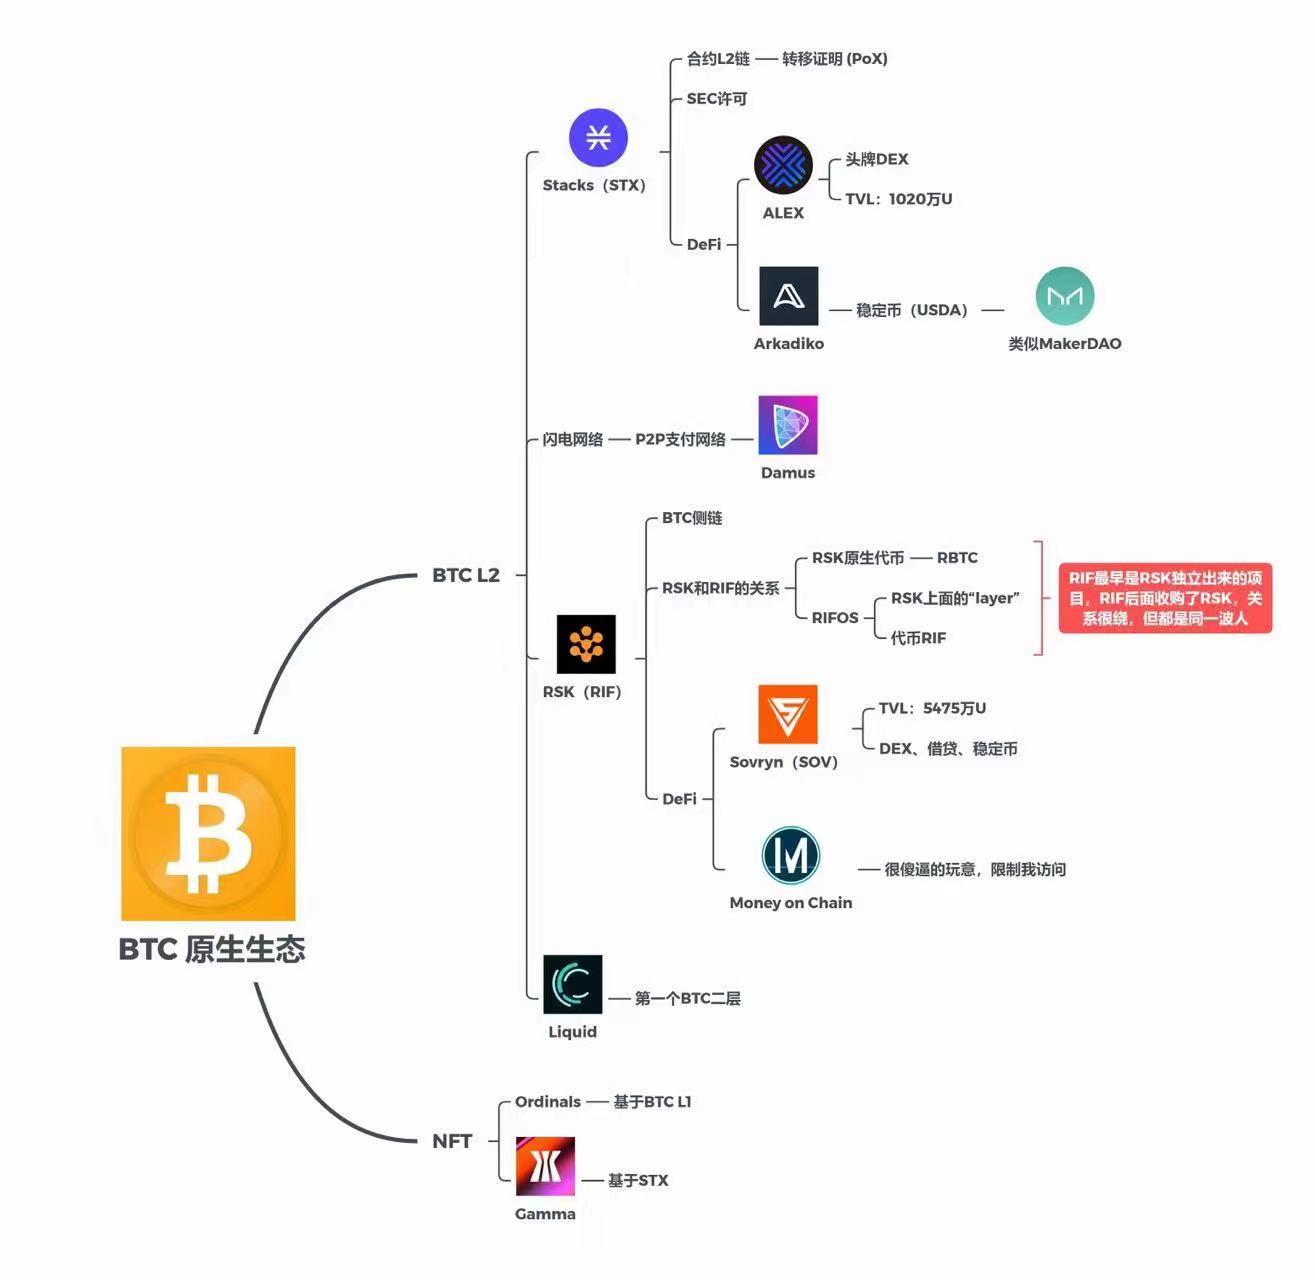 合约L2链
转移证明 (PoX)
SEC许可
Stacks（STX）
头牌DEX
TVL：1020万U
ALEX
DeFi
稳定币（USDA）
Arkadiko
类似MakerDAO
闪电网络
P2P支付网络
Damus
BTC侧链
RSK原生代币
RBTC
RSK和RIF的关系
RSK上面的“layer”
RIFOS
代币RIF
RIF最早是RSK独立出来的项
目，RIF后面收购了RSK，关
系很绕，但都是同一波人
BTC L2
RSK（RIF）
TVL：5475万U
DEX、借贷、稳定币
Sovryn（SOV）
DeFi
很傻逼的玩意，限制我访问
Money on Chain
BTC 原生生态
第一个BTC二层
Liquid
Ordinals
基于BTC L1
NFT
基于STX
Gamma